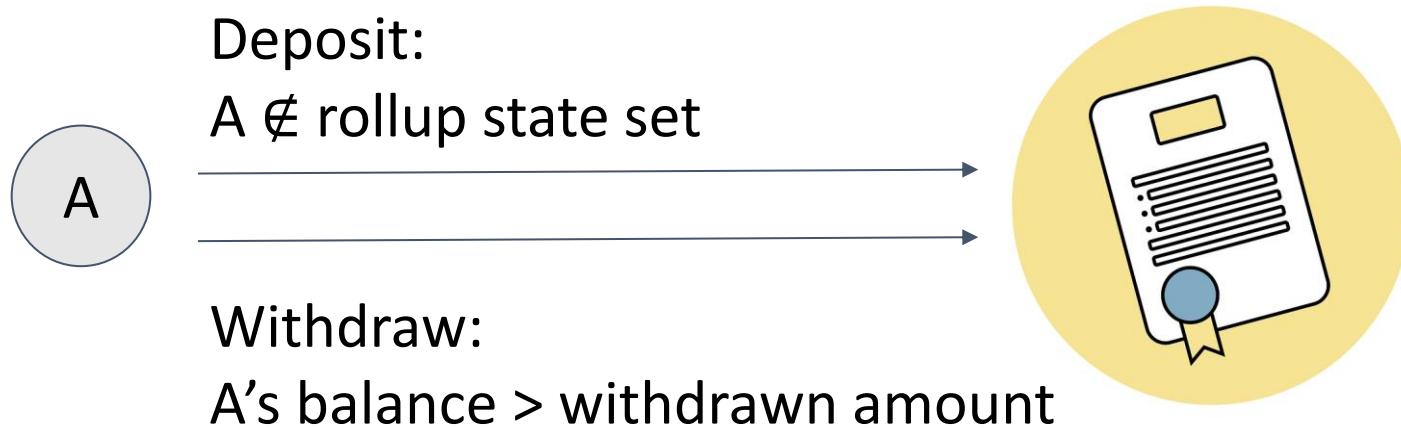 Deposit:
A ∉ rollup state set
A
Withdraw:
A’s balance > withdrawn amount